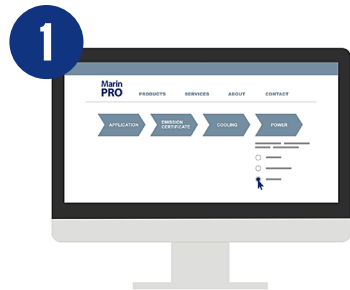 1
Marin
PRO
PRODUCTS SERVICES ABOUT CONTACT
APPLICATION
EMISSION
CERTIFICATE
COOLING
POWER